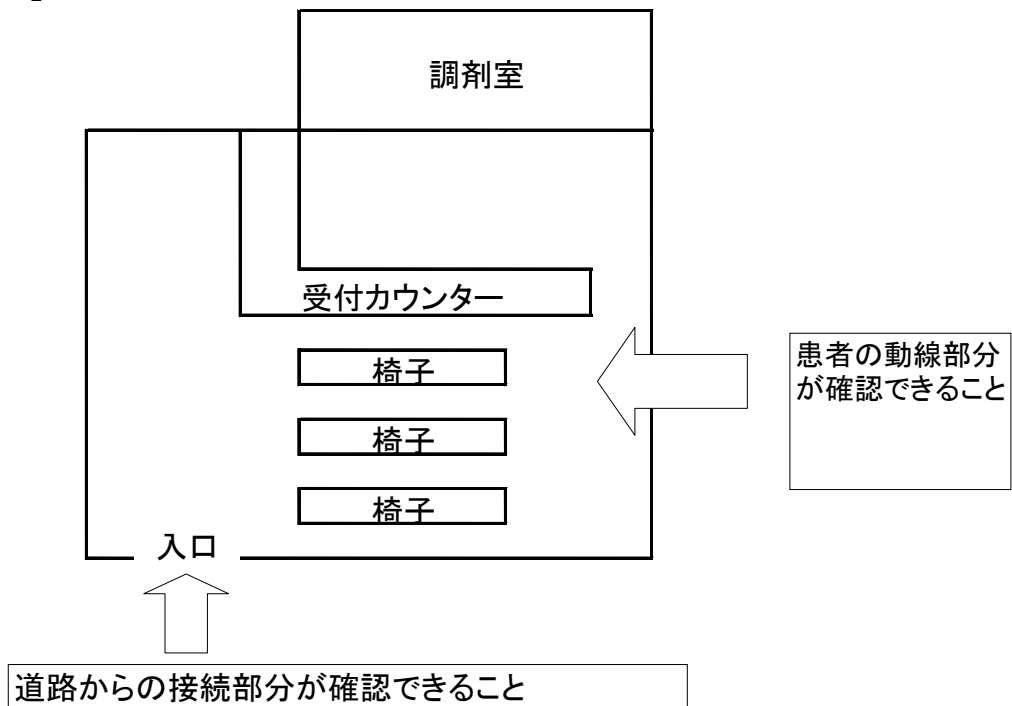 調剤室
受付カウンター
椅子
患者の動線部分
が確認できること
椅子
椅子
入口
道路からの接続部分が確認できること